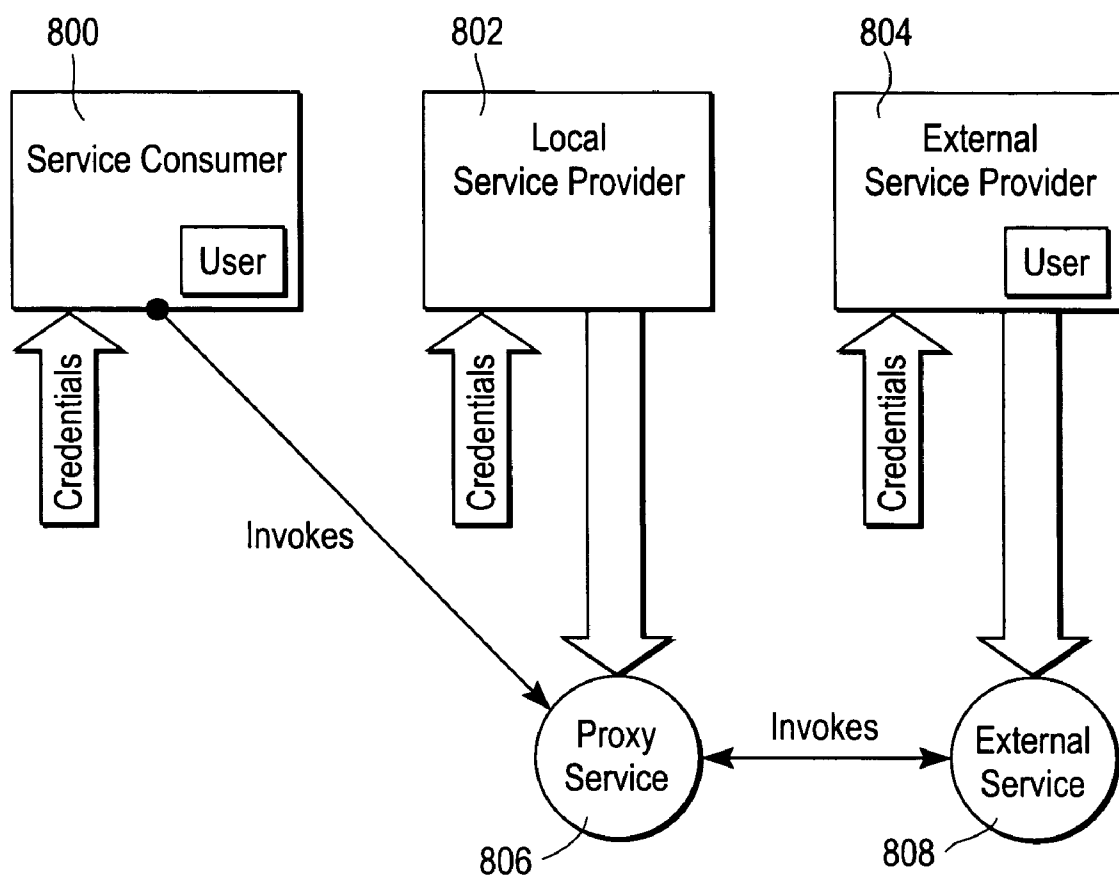 800
802
804
Service Consumer
User
Local
Service Provider
External
Service Provider
User
Credentials
Credentials
Credentials
Invokes
Proxy
Service
Invokes
External
Service
806
808